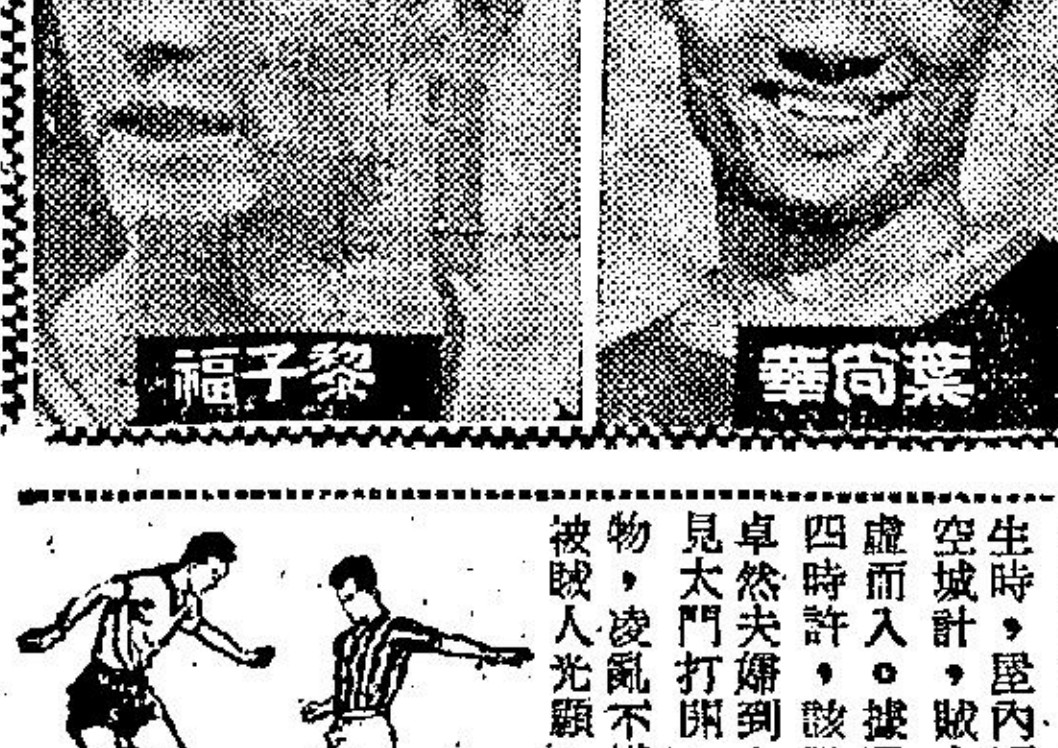 葉尚華
黎子福
生時，屋內
空城計，賊
虛而入。據
四時許，該
卓然夫婦到
見太門打開
物，凌亂不
被賊人光顧